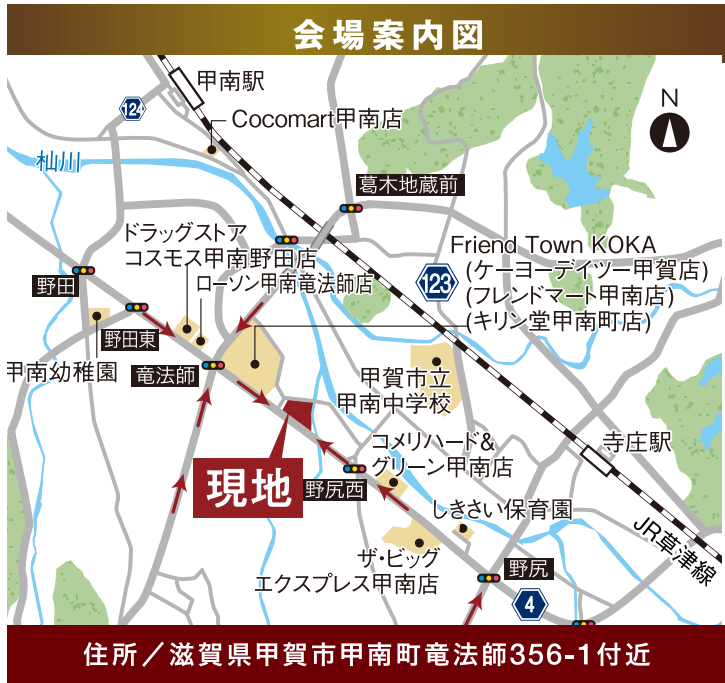 会場案内図
甲南駅
124
Cocomart甲南店
N
杣川
葛木地蔵前
ドラッグストア
コスモス甲南野田店
ローソン甲南竜法師店
Friend Town KOKA
(ケーヨーデイツー甲賀店)
(フレンドマート甲南店)
(キリン堂甲南町店)
123
野田
野田東
甲南幼稚園
竜法師
甲賀市立
甲南中学校
現地
野尻西
コメリハード&
グリーン甲南店
寺庄駅
しきさい保育園
JR草津線
ザ・ビッグ
エクスプレス甲南店
野尻
4
住所／滋賀県甲賀市甲南町竜法師356-1付近